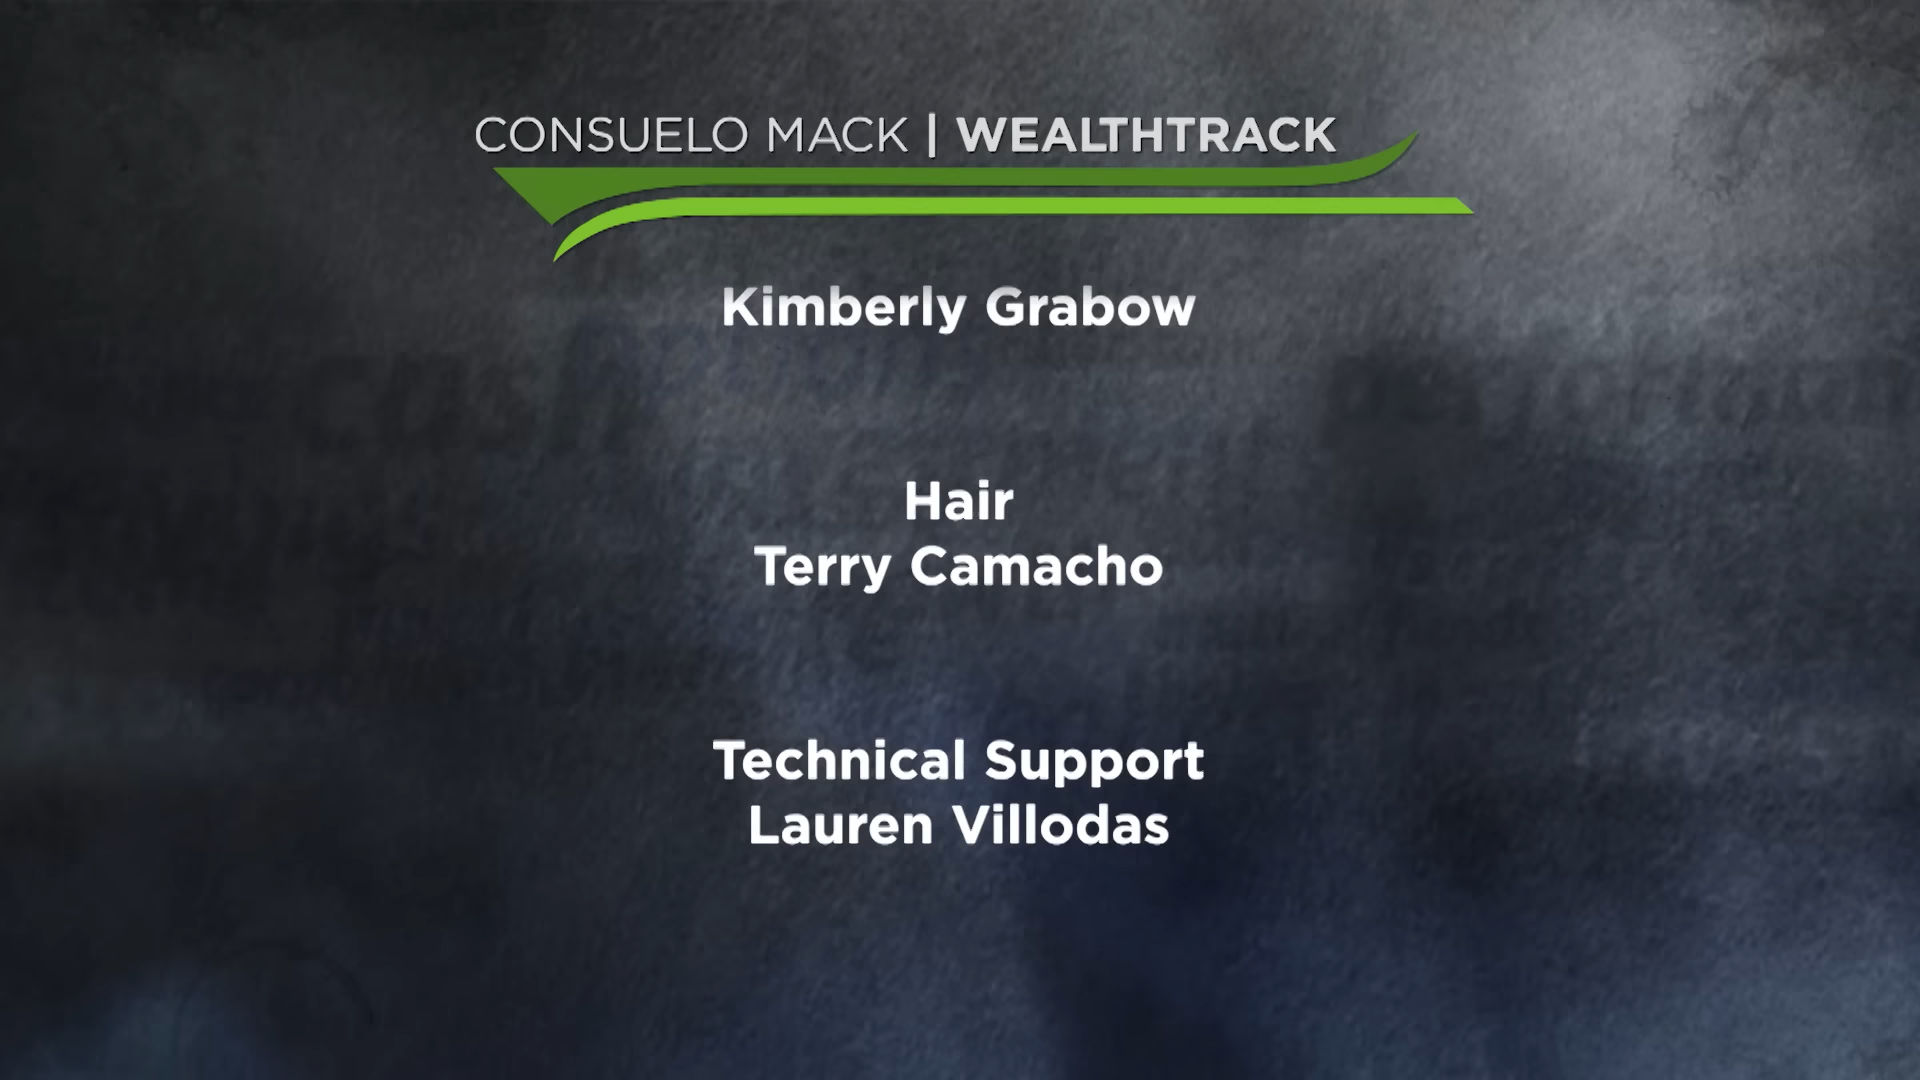 CONSUELO MACK | WEALTHTRACK
Kimberly Grabow
Hair
Terry Camacho
Technical Support
Lauren Villodas